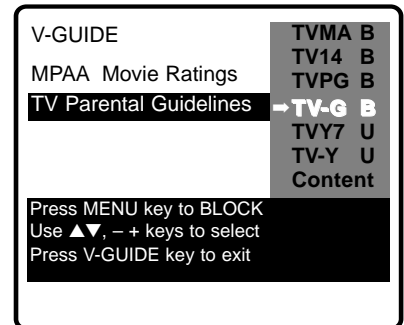 V-GUIDE
MPAA Movie Ratings
TV Parental Guidelines
TVMA B
TV14 B
TVPG B
➡TV-G B
TVY7 U
TV-Y U
Content
Press MENU key to BLOCK
Use ▲▼, – + keys to select
Press V-GUIDE key to exit